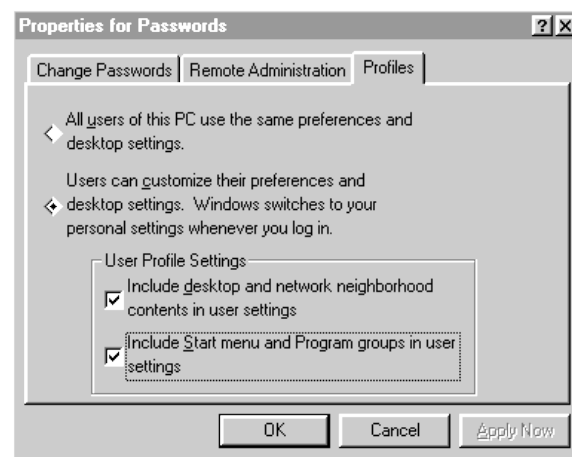 Properties for Passwords
Change Passwords Remote Administration Profiles
All users of this PC use the same preferences and
desktop settings.
Users can customize their preferences and
desktop settings. Windows switches to your
personal settings whenever you log in.
User Profile Settings
Include desktop and network neighborhood
contents in user settings
Include Start menu and Program groups in user
settings
OK Cancel Apply Now